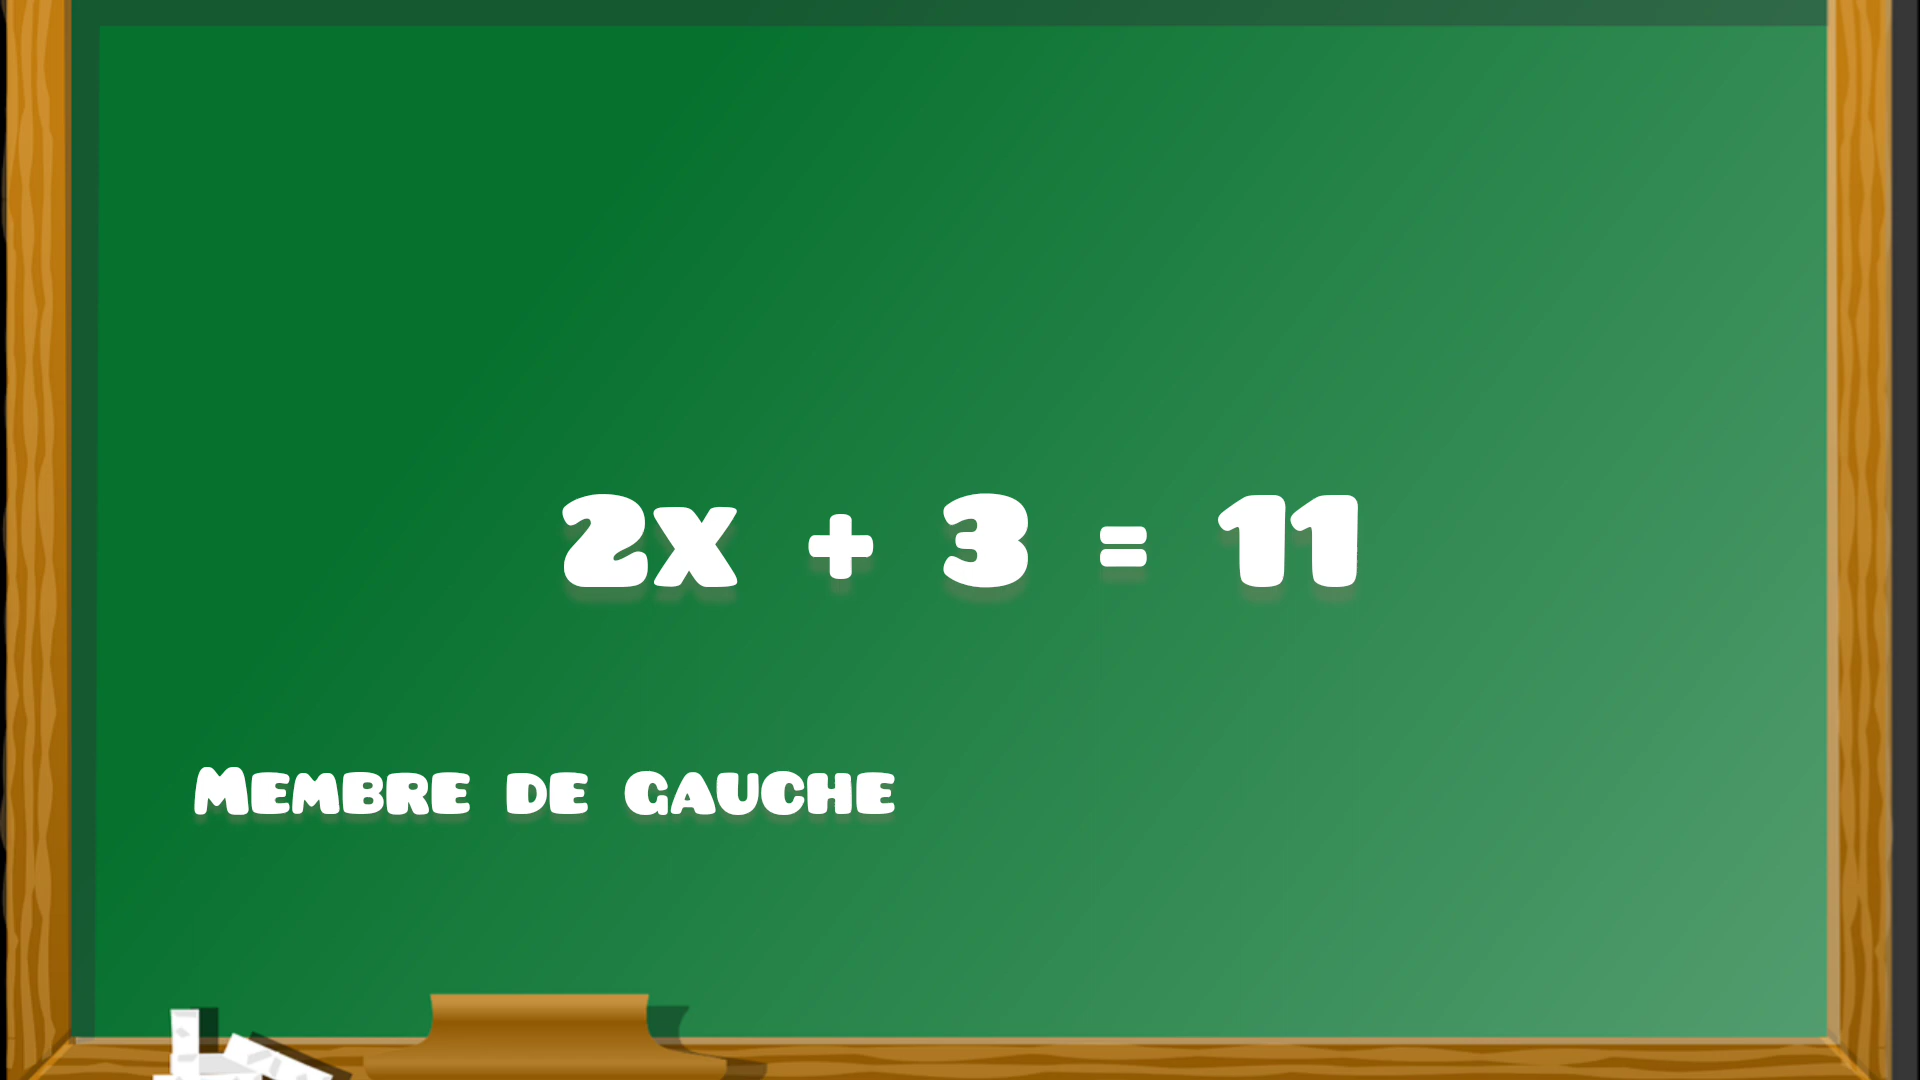 2x + 3 = 11
Membre de gauche